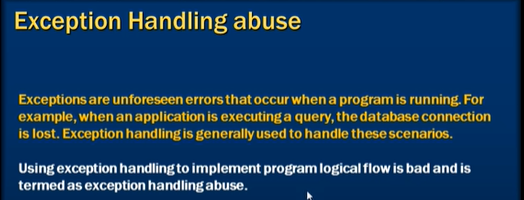 Exception Handling abuse
Exceptions are unforeseen errors that occur when a program is running. For
example, when an application is executing a query, the database connection
is lost. Exception handling is generally used to handle these scenarios.
Using exception handling to implement program logical flow is bad and is
termed as exception handling abuse.